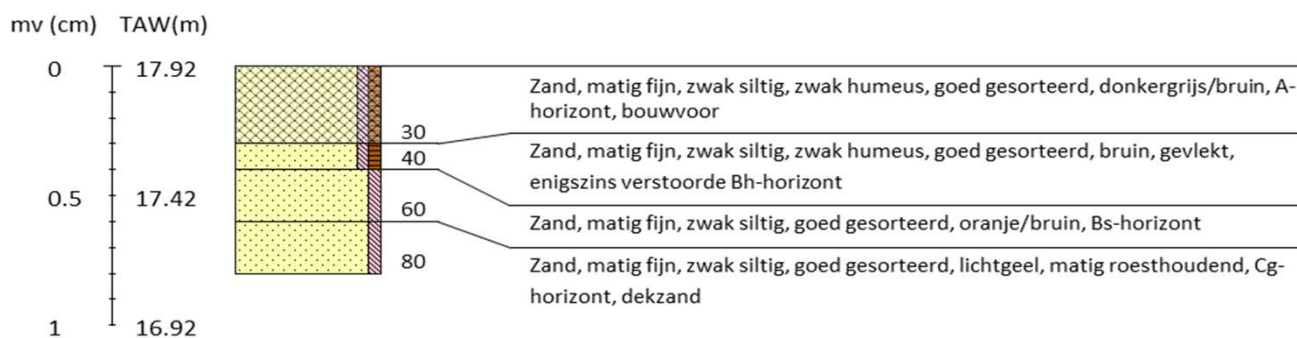 mv (cm) TAW(m)
0 17.92
Zand, matig fijn, zwak siltig, zwak humeus, goed gesorteerd, donkergrijs/bruin, A-
horizont, bouwvoor
30
Zand, matig fijn, zwak siltig, zwak humeus, goed gesorteerd, bruin, gevlekt,
40
enigszins verstoorde Bh-horizont
0.5 17.42
60
Zand, matig fijn, zwak siltig, goed gesorteerd, oranje/bruin, Bs-horizont
80
Zand, matig fijn, zwak siltig, goed gesorteerd, lichtgeel, matig roesthoudend, Cg-
horizont, dekzand
1 16.92